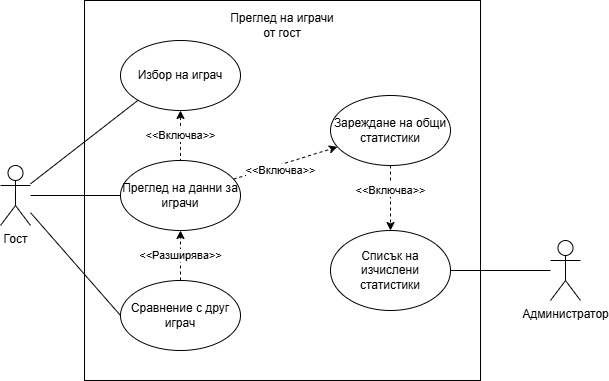 Преглед на играчи
от гост
Избор на играч
<<Включва>>
Зареждане на общи
статистики
<<Включва>>
Преглед на данни за
играчи
<<Включва>>
Гост
<<Разширява>>
Списък на
изчислени
статистики
Сравнение с друг
играч
Администратор